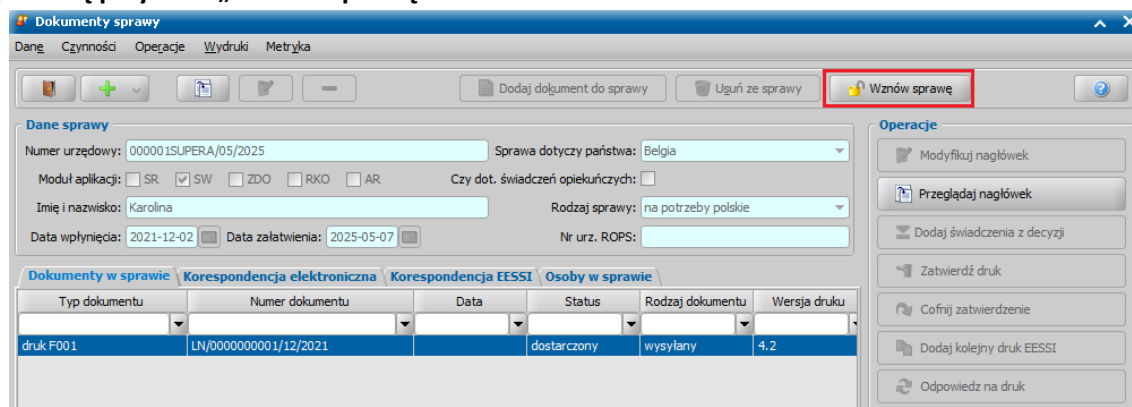 Dokumenty sprawy
Dane Czynności Operacje Wydruki Metryka
Dodaj dokument do sprawy Usuń ze sprawy Wznów sprawę
Dane sprawy
Numer urzędowy: 000001SUPERA/05/2025 Sprawa dotyczy państwa: Belgia
Moduł aplikacji: SR SW ZDO RKO AR Czy dot. świadczeń opiekuńczych:
Imię i nazwisko: Karolina Rodzaj sprawy: na potrzeby polskie
Data wpłynięcia: 2021-12-02 Data załatwienia: 2025-05-07 Nr urz. ROPS:
Dokumenty w sprawie Korespondencja elektroniczna Korespondencja EESSI Osoby w sprawie
Typ dokumentu Numer dokumentu Data Status Rodzaj dokumentu Wersja druku
druk F001 LN/0000000001/12/2021 dostarczony wysyłany 4.2
Operacje
Modyfikuj nagłówek
Przeglądaj nagłówek
Dodaj świadczenia z decyzji
Zatwierdź druk
Cofnij zatwierdzenie
Dodaj kolejny druk EESSI
Odpowiedz na druk